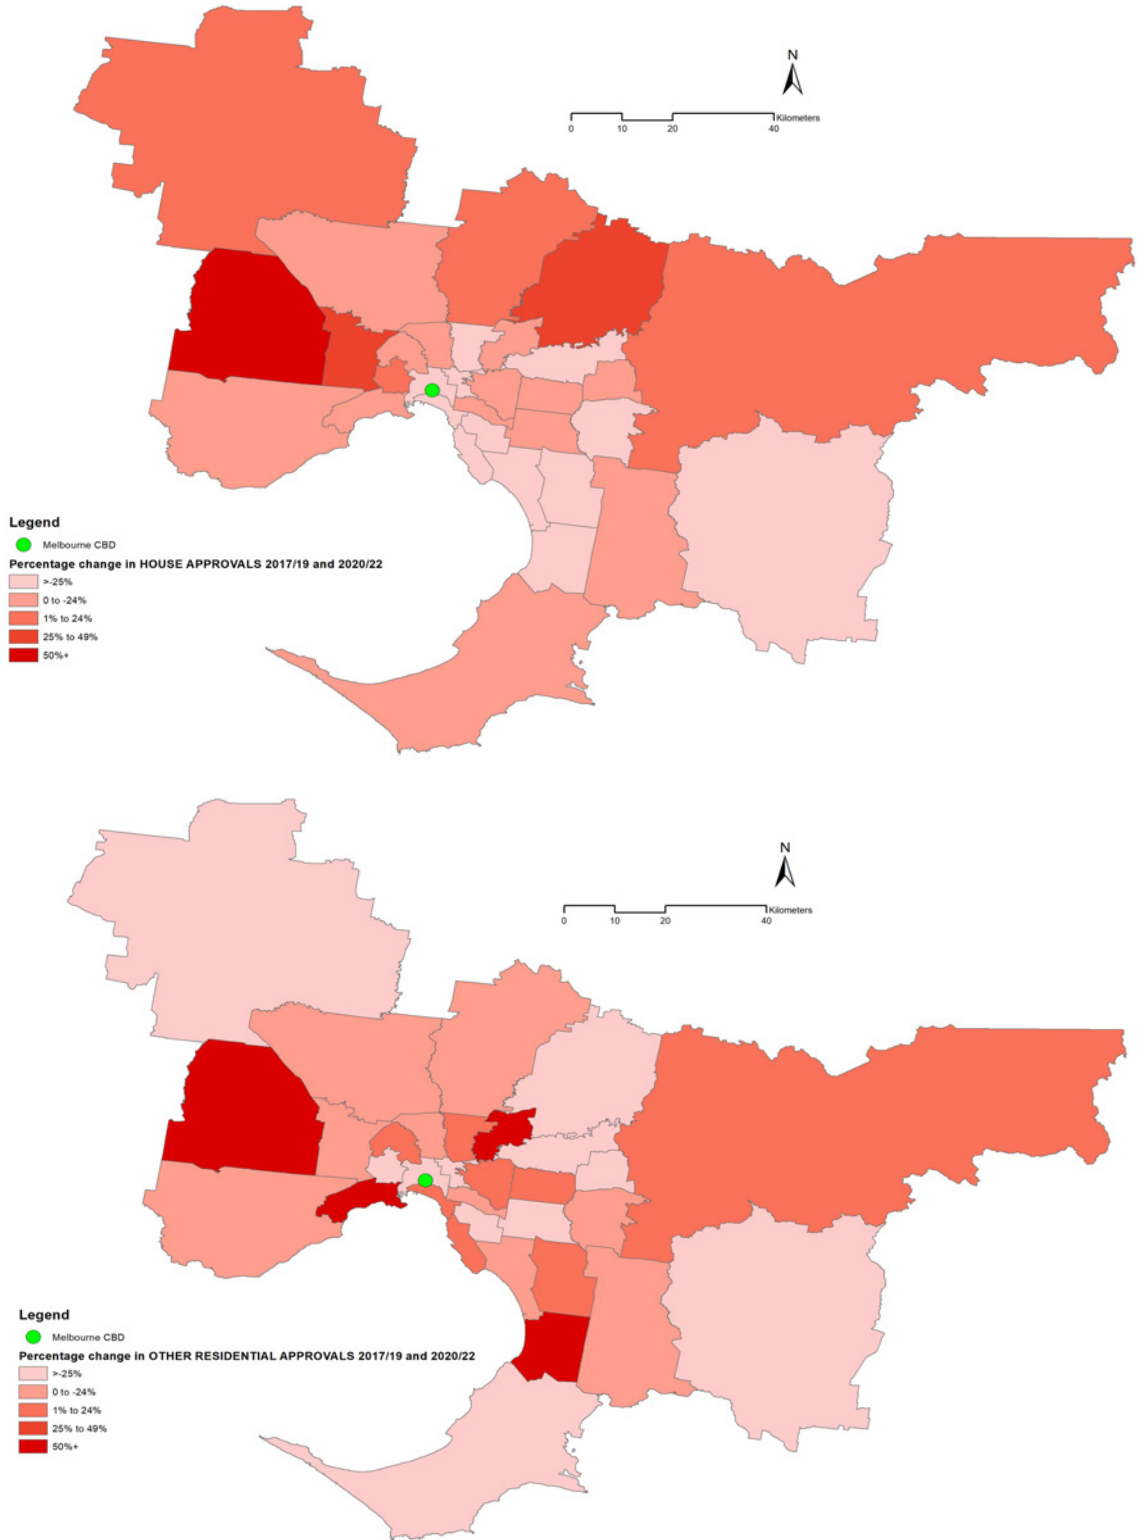 N
Kilometers
0 10 20 40
Legend
Melbourne CBD
Percentage change in HOUSE APPROVALS 2017/19 and 2020/22
>-25%
0 to -24%
1% to 24%
25% to 49%
50%+
N
Kilometers
0 10 20 40
Legend
Melbourne CBD
Percentage change in OTHER RESIDENTIAL APPROVALS 2017/19 and 2020/22
>-25%
0 to -24%
1% to 24%
25% to 49%
50%+